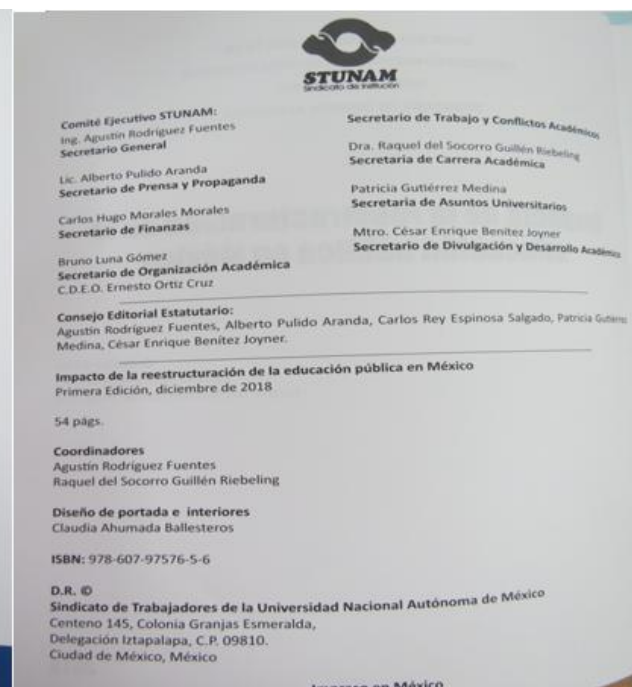 STUNAM
Sindicato de Institución
Comité Ejecutivo STUNAM:
Ing. Agustín Rodríguez Fuentes
Secretario General
Lic. Alberto Pulido Aranda
Secretario de Prensa y Propaganda
Carlos Hugo Morales Morales
Secretario de Finanzas
Bruno Luna Gómez
Secretario de Organización Académica
C.D.E.O. Ernesto Ortiz Cruz
Secretario de Trabajo y Conflictos Académicos
Dra. Raquel del Socorro Guillén Riebeling
Secretaria de Carrera Académica
Patricia Gutiérrez Medina
Secretaria de Asuntos Universitarios
Mtro. César Enrique Benítez Joyner
Secretario de Divulgación y Desarrollo Académico
Consejo Editorial Estatutario:
Agustín Rodríguez Fuentes, Alberto Pulido Aranda, Carlos Rey Espinosa Salgado, Patricia Gutiérrez
Medina, César Enrique Benítez Joyner.
Impacto de la reestructuración de la educación pública en México
Primera Edición, diciembre de 2018
54 págs.
Coordinadores
Agustín Rodríguez Fuentes
Raquel del Socorro Guillén Riebeling
Diseño de portada e interiores
Claudia Ahumada Ballesteros
ISBN: 978-607-97576-5-6
D.R. ©
Sindicato de Trabajadores de la Universidad Nacional Autónoma de México
Centeno 145, Colonia Granjas Esmeralda,
Delegación Iztapalapa, C.P. 09810.
Ciudad de México, México
Impreso en México